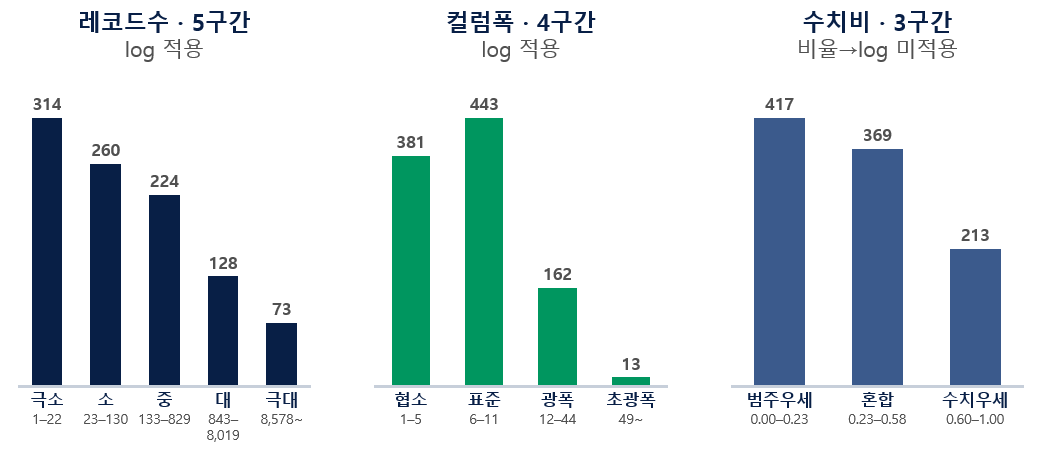 레코드수 · 5구간
log 적용
314
260
224
128
73
극소
소
중
대
극대
1–22
23–130
133–829
843–
8,019
8,578~
컬럼폭 · 4구간
log 적용
381
443
162
13
협소
표준
광폭
초광폭
1–5
6–11
12–44
49~
수치비 · 3구간
비율→log 미적용
417
369
213
범주우세
혼합
수치우세
0.00–0.23
0.23–0.58
0.60–1.00